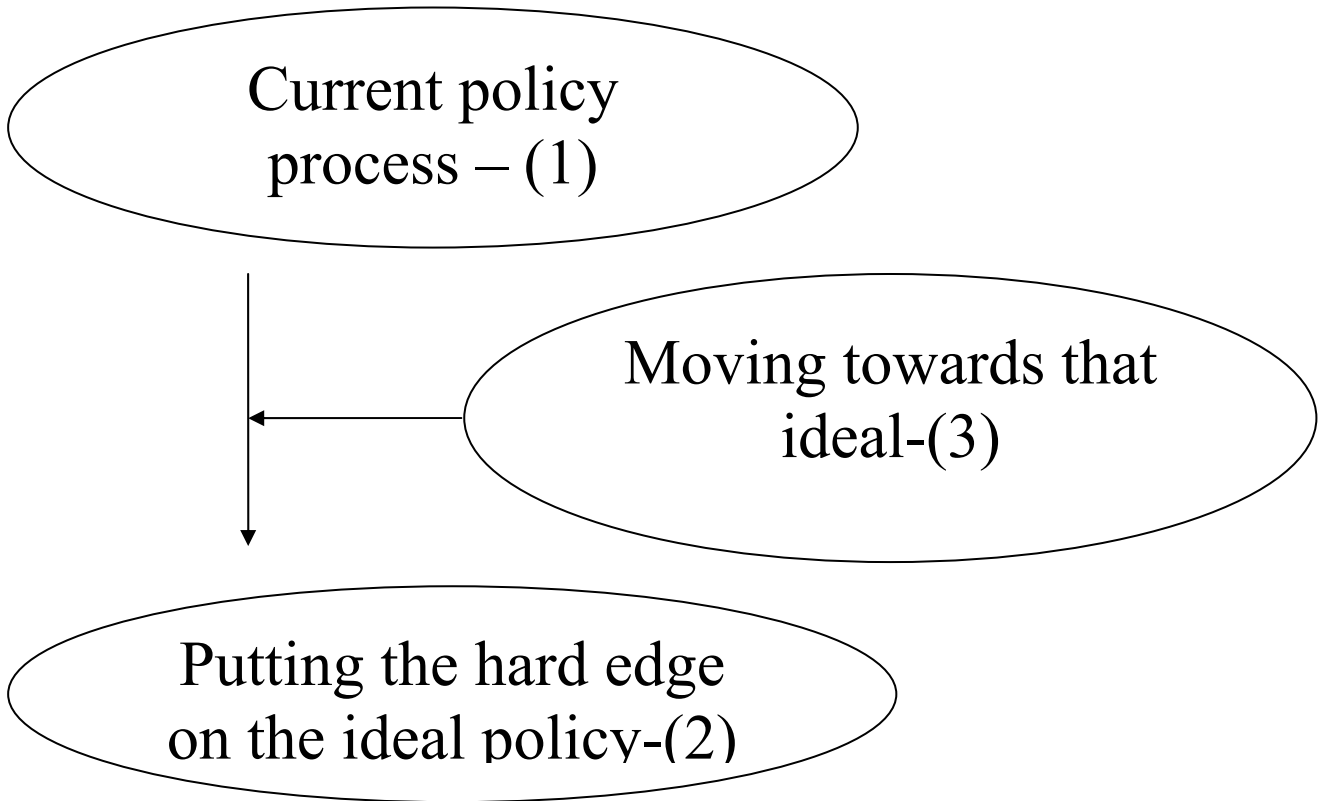 Current policy
process – (1)
Moving towards that
ideal-(3)
Putting the hard edge
on the ideal policy-(2)